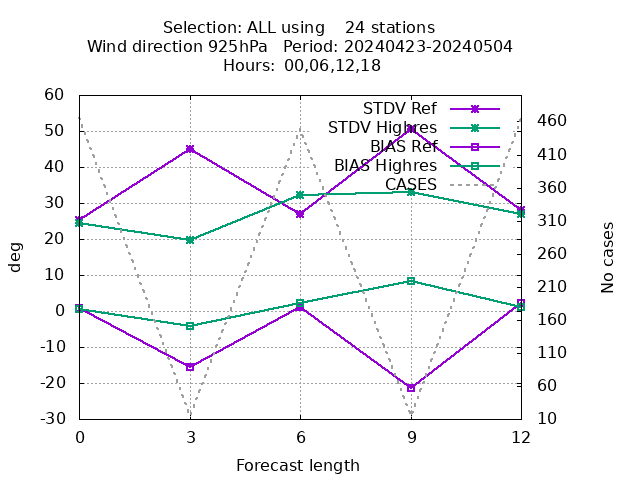 Selection: ALL using    24 stations
Wind direction 925hPa   Period: 20240423-20240504
Hours: 00,06,12,18
60
50
40
30
20
10
0
-10
-20
-30
deg
STDV Ref
STDV Highres
BIAS Ref
BIAS Highres
CASES
460
410
360
310
260
210
160
110
60
10
No cases
0 3 6 9 12
Forecast length